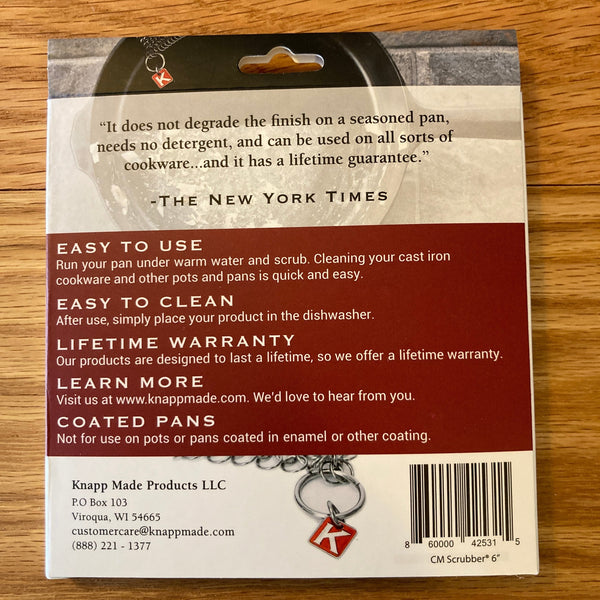 K
“It does not degrade the finish on a seasoned pan,
needs no detergent, and can be used on all sorts of
cookware...and it has a lifetime guarantee.”
-THE NEW YORK TIMES
EASY TO USE
Run your pan under warm water and scrub. Cleaning your cast iron
cookware and other pots and pans is quick and easy.
EASY TO CLEAN
After use, simply place your product in the dishwasher.
LIFETIME WARRANTY
Our products are designed to last a lifetime, so we offer a lifetime warranty.
LEARN MORE
Visit us at www.knappmade.com. We'd love to hear from you.
COATED PANS
Not for use on pots or pans coated in enamel or other coating.
Knapp Made Products LLC
P.O Box 103
Viroqua, WI 54665
customercare@knappmade.com
(888) 221 - 1377
K
8 60000 42531 5
CM Scrubber® 6”